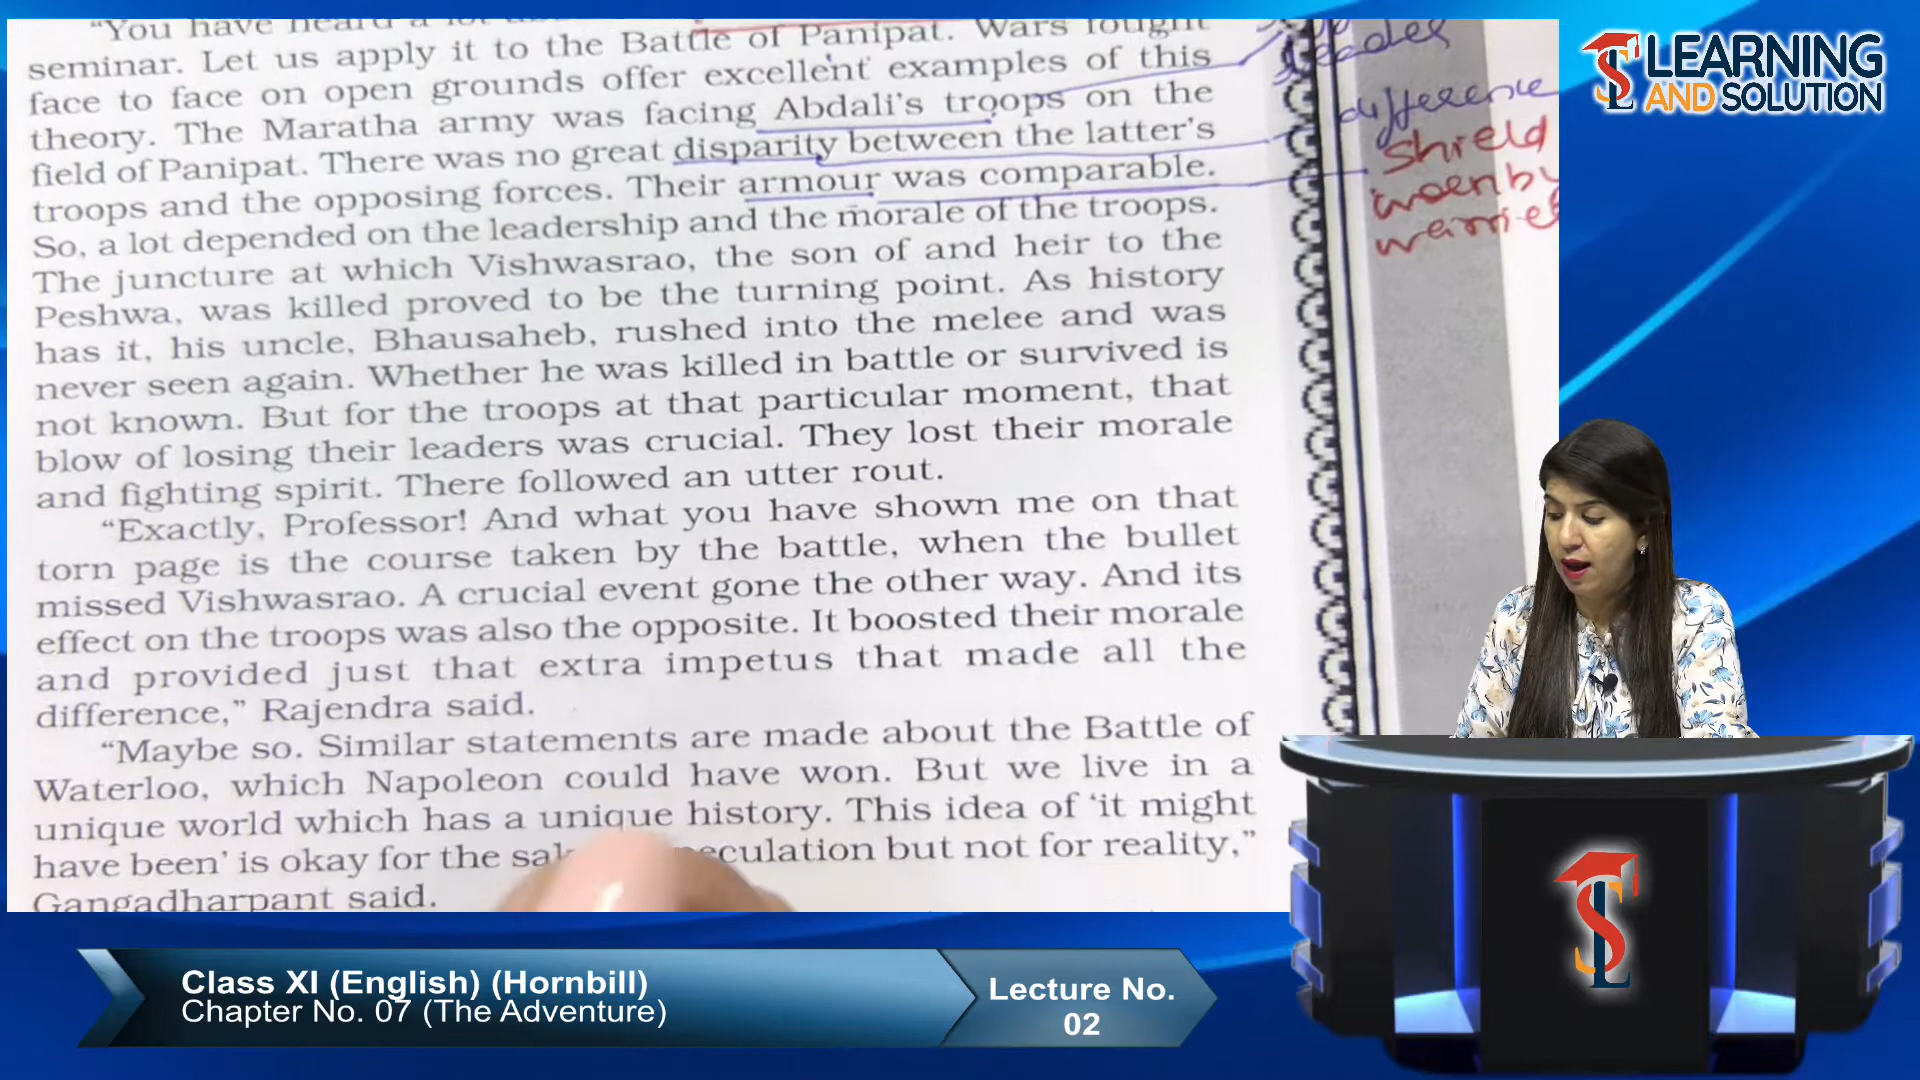 "You have heard a lot
seminar. Let us apply it to the Battle of Panipat. Wars fought
face to face on open grounds offer excellent examples of this
theory. The Maratha army was facing Abdali's troops on the
field of Panipat. There was no great disparity between the latter's
troops and the opposing forces. Their armour was comparable.
So, a lot depended on the leadership and the morale of the troops.
The juncture at which Vishwasrao, the son of and heir to the
Peshwa, was killed proved to be the turning point. As history
has it, his uncle, Bhausaheb, rushed into the melee and was
never seen again. Whether he was killed in battle or survived is
not known. But for the troops at that particular moment, that
blow of losing their leaders was crucial. They lost their morale
and fighting spirit. There followed an utter rout.
"Exactly, Professor! And what you have shown me on that
torn page is the course taken by the battle, when the bullet
missed Vishwasrao. A crucial event gone the other way. And its
effect on the troops was also the opposite. It boosted their morale
and provided just that extra impetus that made all the
difference," Rajendra said.
"Maybe so. Similar statements are made about the Battle of
Waterloo, which Napoleon could have won. But we live in a
unique world which has a unique history. This idea of 'it might
have been' is okay for the but not for reality,"
Gangadharpant said.
difference
shield
LEARNING
AND SOLUTION
Class XI (English) (Hornbill)
Chapter No. 07 (The Adventure)
Lecture No.
02